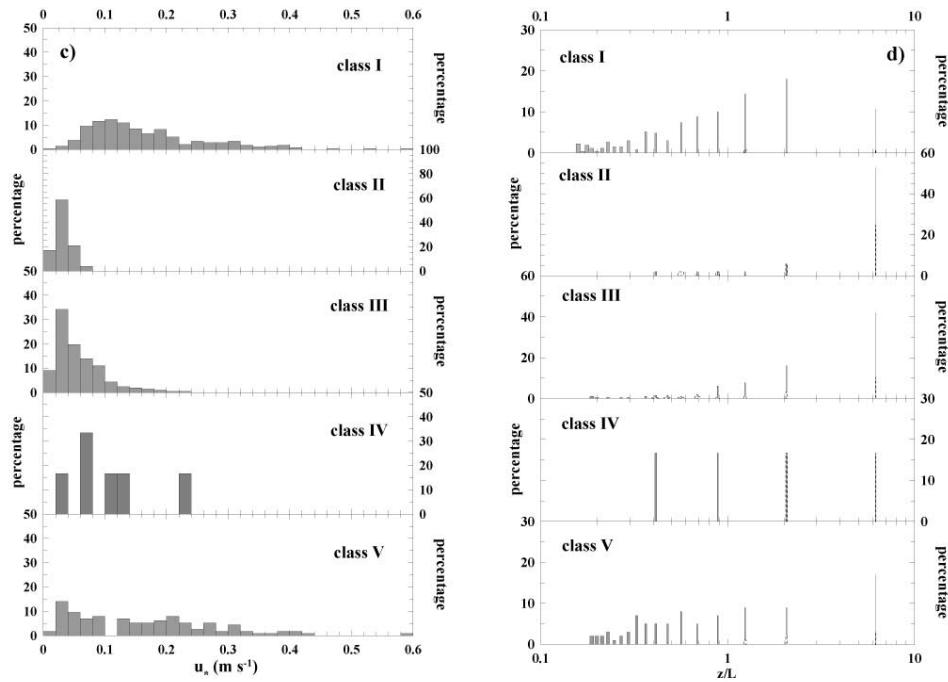 0 0.1 0.2 0.3 0.4 0.5 0.6
50
c)
40
class I
percentage
30
20
10
0 100
class II
80
percentage
60
40
20
50 0
40
class III
percentage
30
20
10
0 50
class IV
40
percentage
30
20
10
50 0
40
class V
percentage
30
20
10
0
0 0.1 0.2 0.3 0.4 0.5 0.6
u* (m s-1)
0.1 1 10
30
d)
class I
percentage
20
10
0 60
class II
percentage
40
20
60 0
class III
percentage
40
20
0 30
class IV
percentage
20
10
30 0
class V
percentage
20
10
0
0.1 1 10
z/L